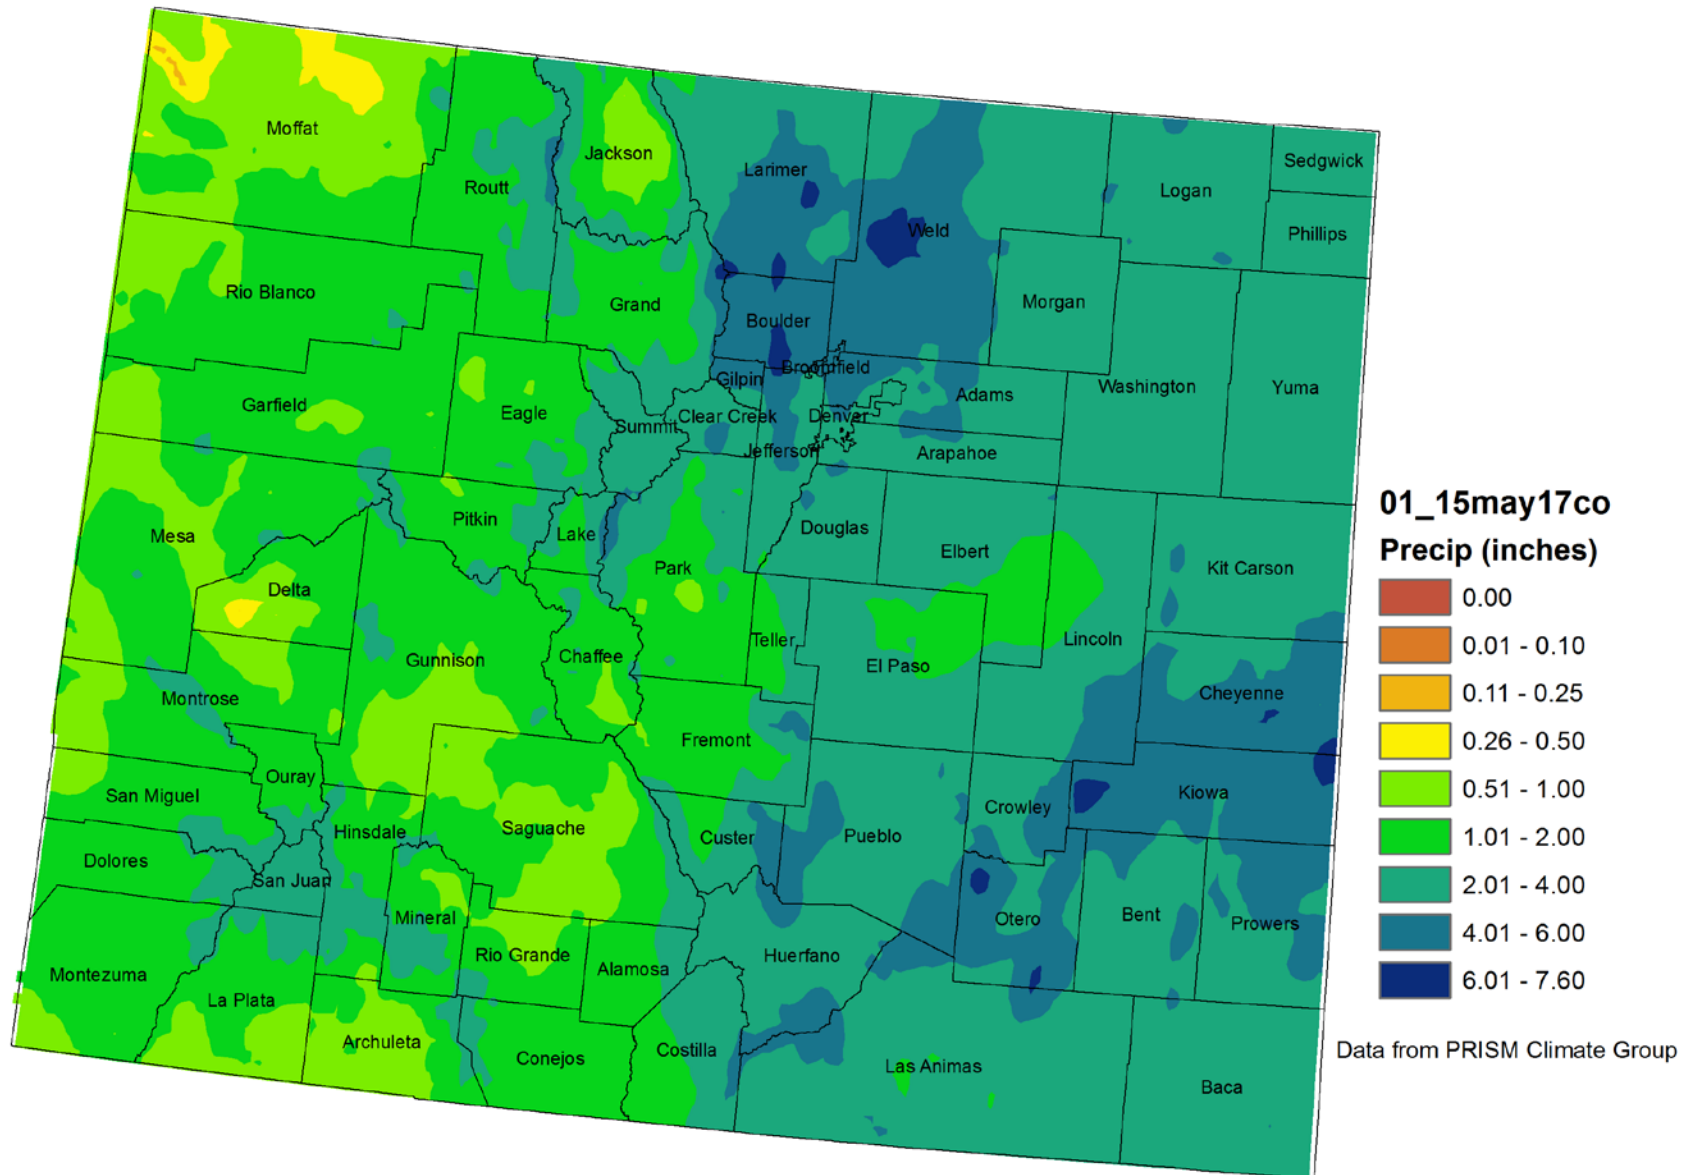 Moffat
Jackson
Routt
Larimer
Sedgwick
Logan
Phillips
Weld
Rio Blanco
Grand
Morgan
Boulder
Broomfield
Gilpin
Washington
Yuma
Garfield
Eagle
Adams
Summit
Clear Creek
Denver
Jefferson
Arapahoe
Mesa
Pitkin
Lake
Douglas
Elbert
Park
Kit Carson
Delta
Teller
Lincoln
Gunnison
Chaffee
El Paso
Montrose
Cheyenne
Fremont
Ouray
San Miguel
Kiowa
Crowley
Saguache
Hinsdale
Custer
Pueblo
Dolores
San Juan
Mineral
Otero
Bent
Prowers
Rio Grande
Alamosa
Huerfano
Montezuma
La Plata
Archuleta
Conejos
Costilla
Las Animas
Baca
01_15may17co
Precip (inches)
0.00
0.01 - 0.10
0.11 - 0.25
0.26 - 0.50
0.51 - 1.00
1.01 - 2.00
2.01 - 4.00
4.01 - 6.00
6.01 - 7.60
Data from PRISM Climate Group